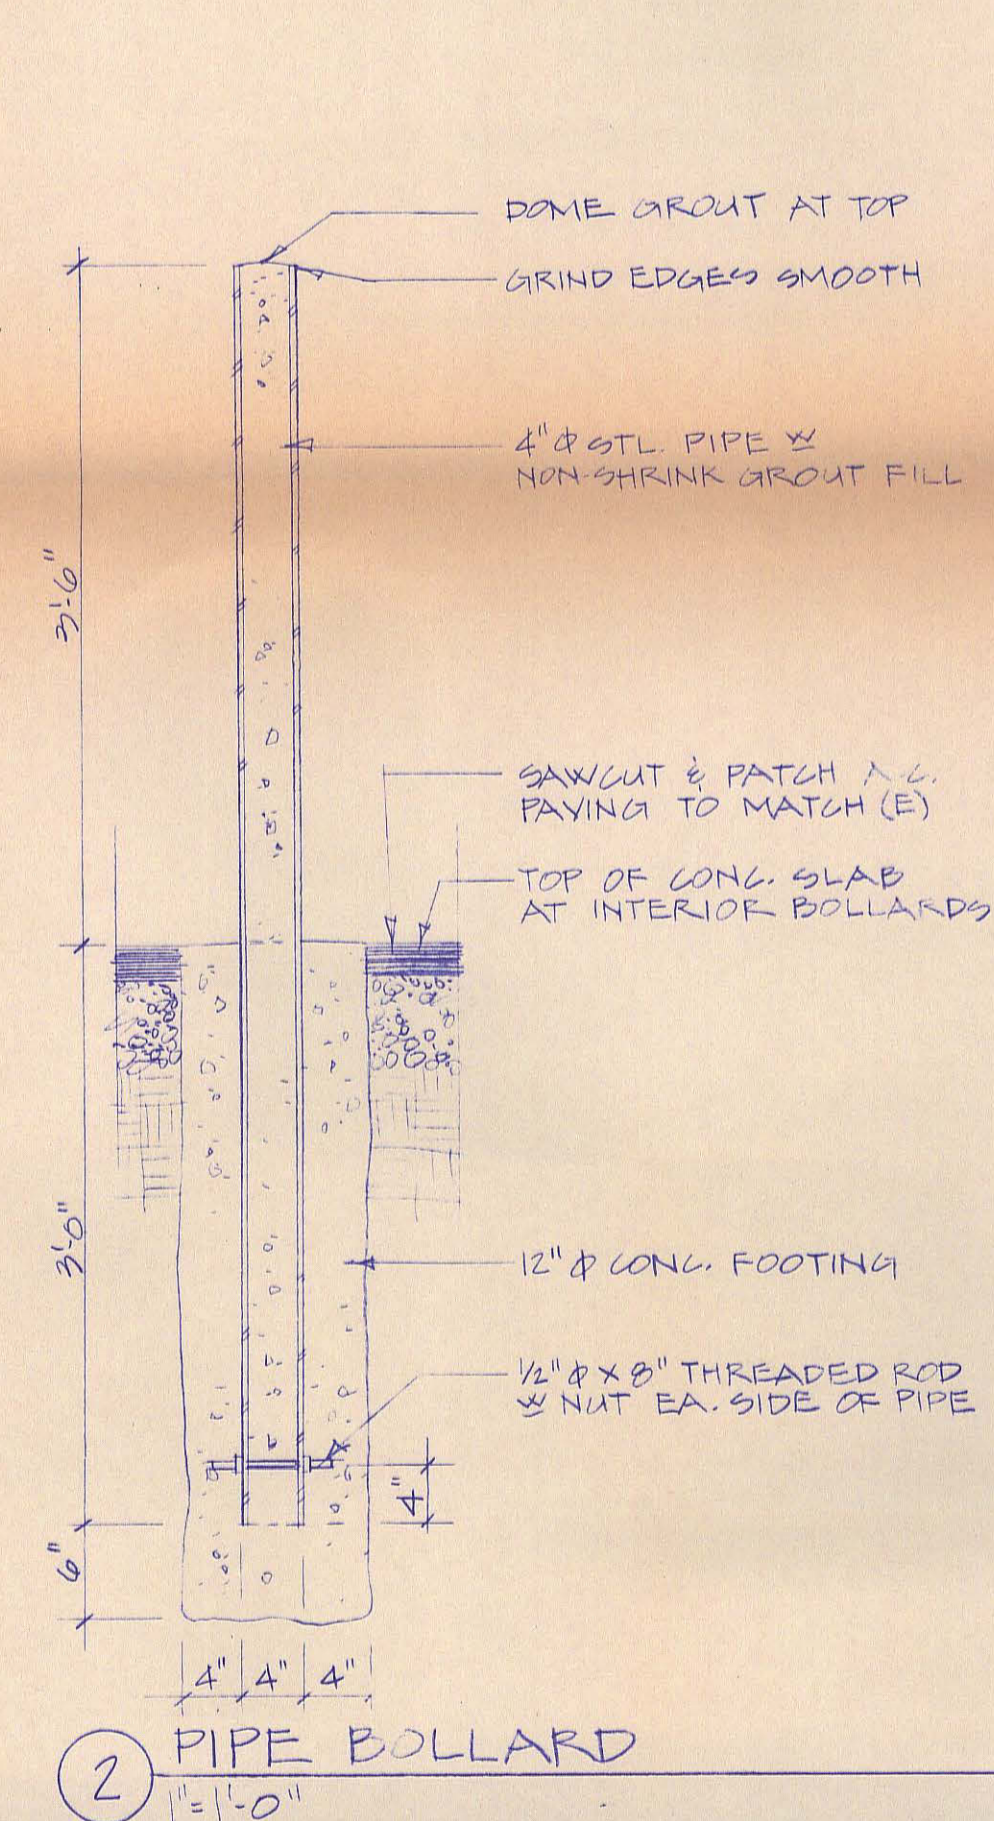 DOME GROUT AT TOP
GRIND EDGES SMOOTH
4" Φ STL. PIPE W
NON-SHRINK GROUT FILL
3'-6"
SAWCUT & PATCH A.C.
PAVING TO MATCH (E)
TOP OF CONC. SLAB
AT INTERIOR BOLLARDS
3'-0"
12" Φ CONC. FOOTING
1/2" Φ X 8" THREADED ROD
W NUT EA. SIDE OF PIPE
4"
6"
4" 4" 4"
2 PIPE BOLLARD
1"=1'-0"